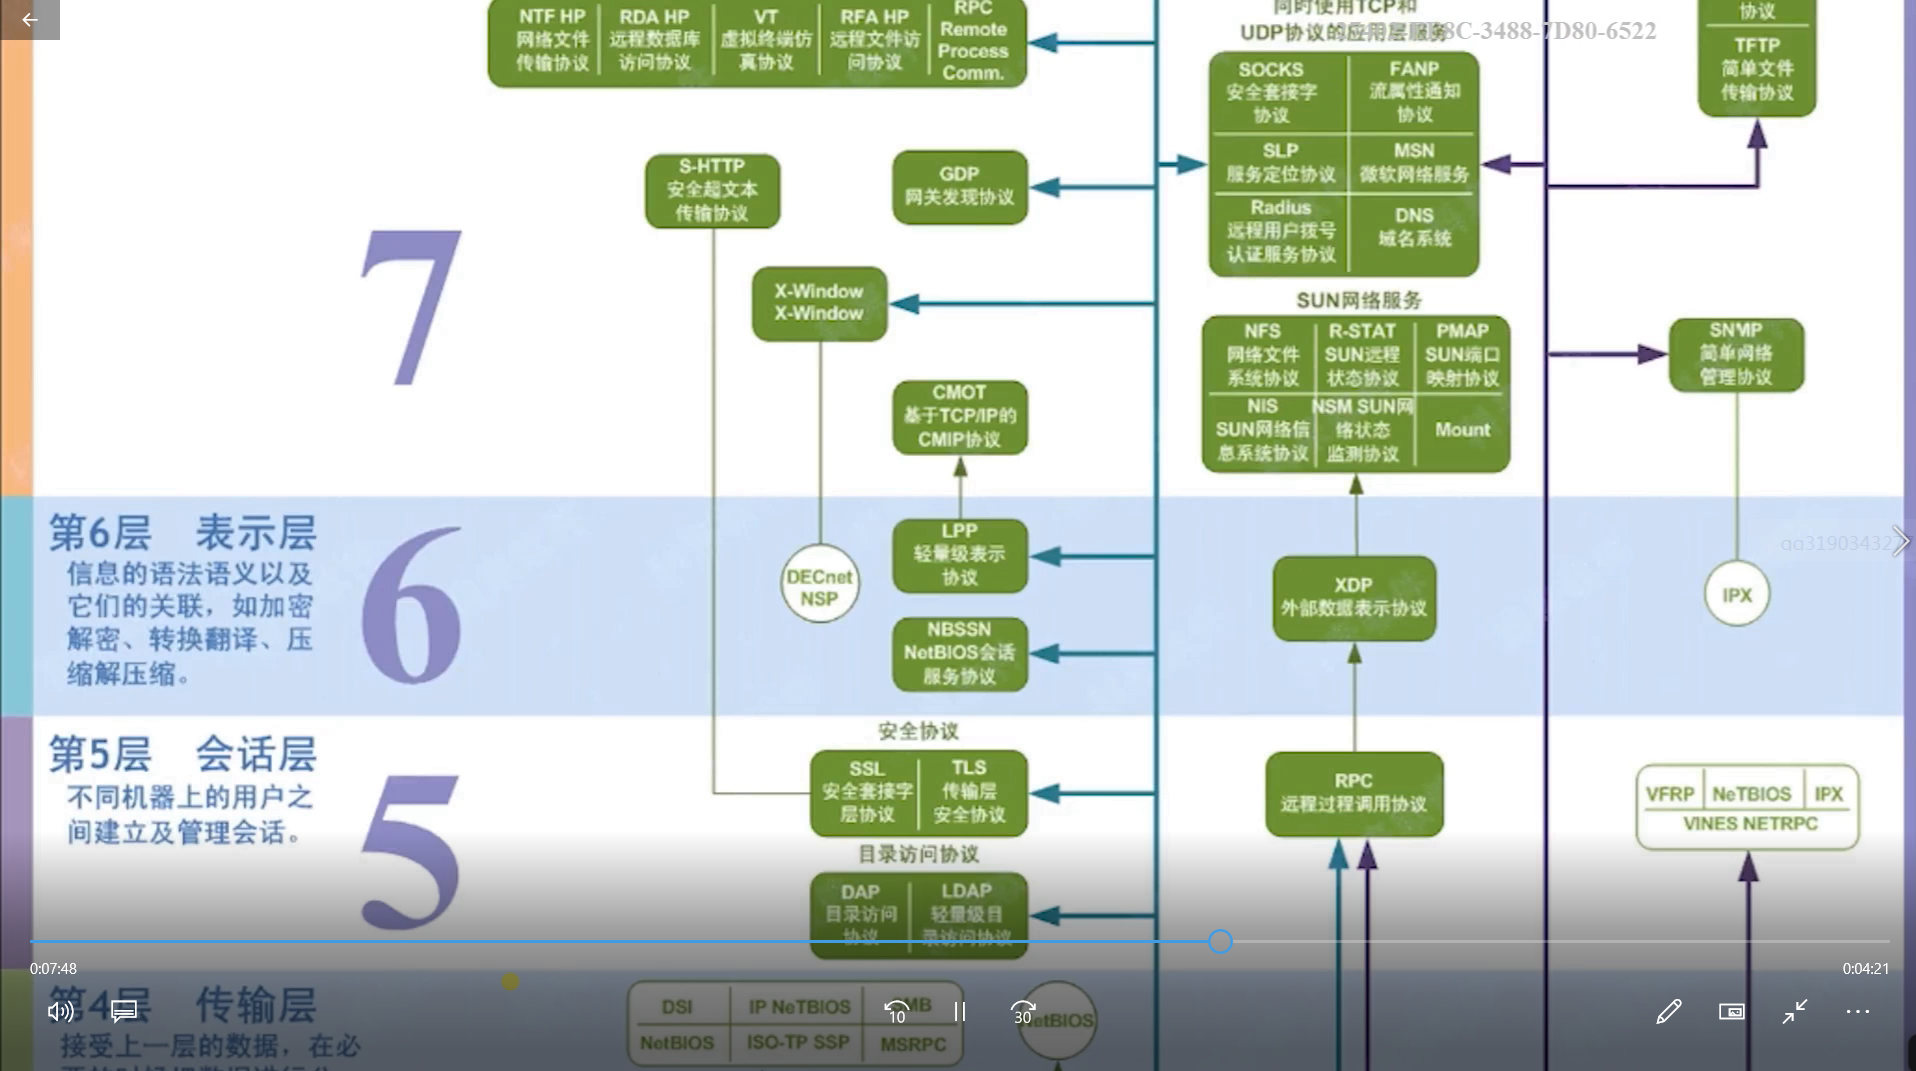 NTF HP
网络文件
传输协议
RDA HP
远程数据库
访问协议
VT
虚拟终端仿
真协议
RFA HP
远程文件访
问协议
RPC
Remote
Process
Comm.
同时使用TCP和
UDP协议的应用层服务
8C-3488-7D80-6522
协议
TFTP
简单文件
传输协议
SOCKS
安全套接字
协议
FANP
流属性通知
协议
SLP
服务定位协议
MSN
微软网络服务
Radius
远程用户拨号
认证服务协议
DNS
域名系统
S-HTTP
安全超文本
传输协议
GDP
网关发现协议
7
X-Window
X-Window
SUN网络服务
NFS
网络文件
系统协议
R-STAT
SUN远程
状态协议
PMAP
SUN端口
映射协议
NIS
SUN网络信
息系统协议
NSM SUN网
络状态
监测协议
Mount
SNMP
简单网络
管理协议
CMOT
基于TCP/IP的
CMIP协议
第6层 表示层
信息的语法语义以及
它们的关联，如加密
解密、转换翻译、压
缩解压缩。
6
DECnet
NSP
LPP
轻量级表示
协议
NBSSN
NetBIOS会话
服务协议
XDP
外部数据表示协议
IPX
第5层 会话层
不同机器上的用户之
间建立及管理会话。
5
安全协议
SSL
安全套接字
层协议
TLS
传输层
安全协议
目录访问协议
DAP
目录访问
协议
LDAP
轻量级目
录访问协议
RPC
远程过程调用协议
VFRP
NeTBIOS
IPX
VINES NETRPC
0:07:48
0:04:21
第4层 传输层
接受上一层的数据，在必
DSI
IP NeTBIOS
NetBIOS
ISO-TP SSP
MSRPC
10
30